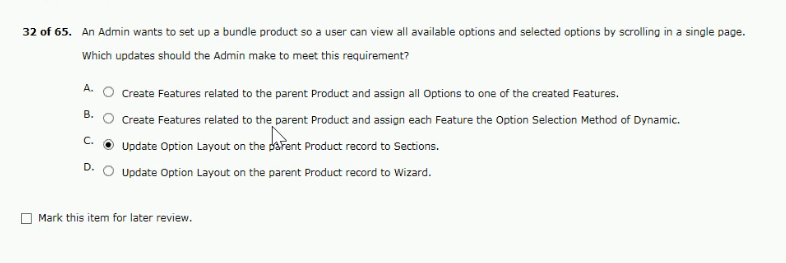 32 of 65. An Admin wants to set up a bundle product so a user can view all available options and selected options by scrolling in a single page.
Which updates should the Admin make to meet this requirement?
A. Create Features related to the parent Product and assign all Options to one of the created Features.
B. Create Features related to the parent Product and assign each Feature the Option Selection Method of Dynamic.
C. Update Option Layout on the parent Product record to Sections.
D. Update Option Layout on the parent Product record to Wizard.
Mark this item for later review.